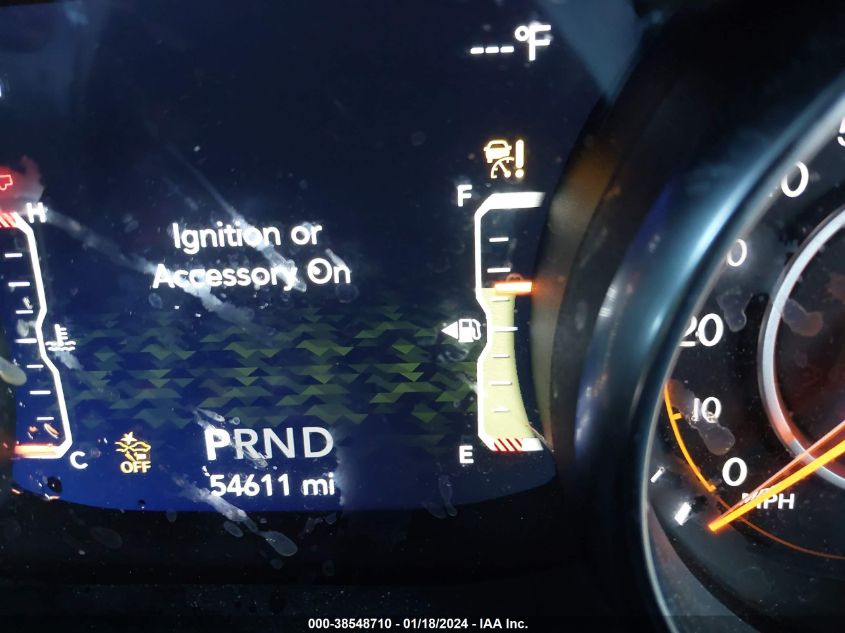 ---°F
F
H
Ignition or
Accessory On
20
10
PRND
E
C
OFF
0
54611 mi
MPH
000-38548710 - 01/18/2024 - IAA Inc.